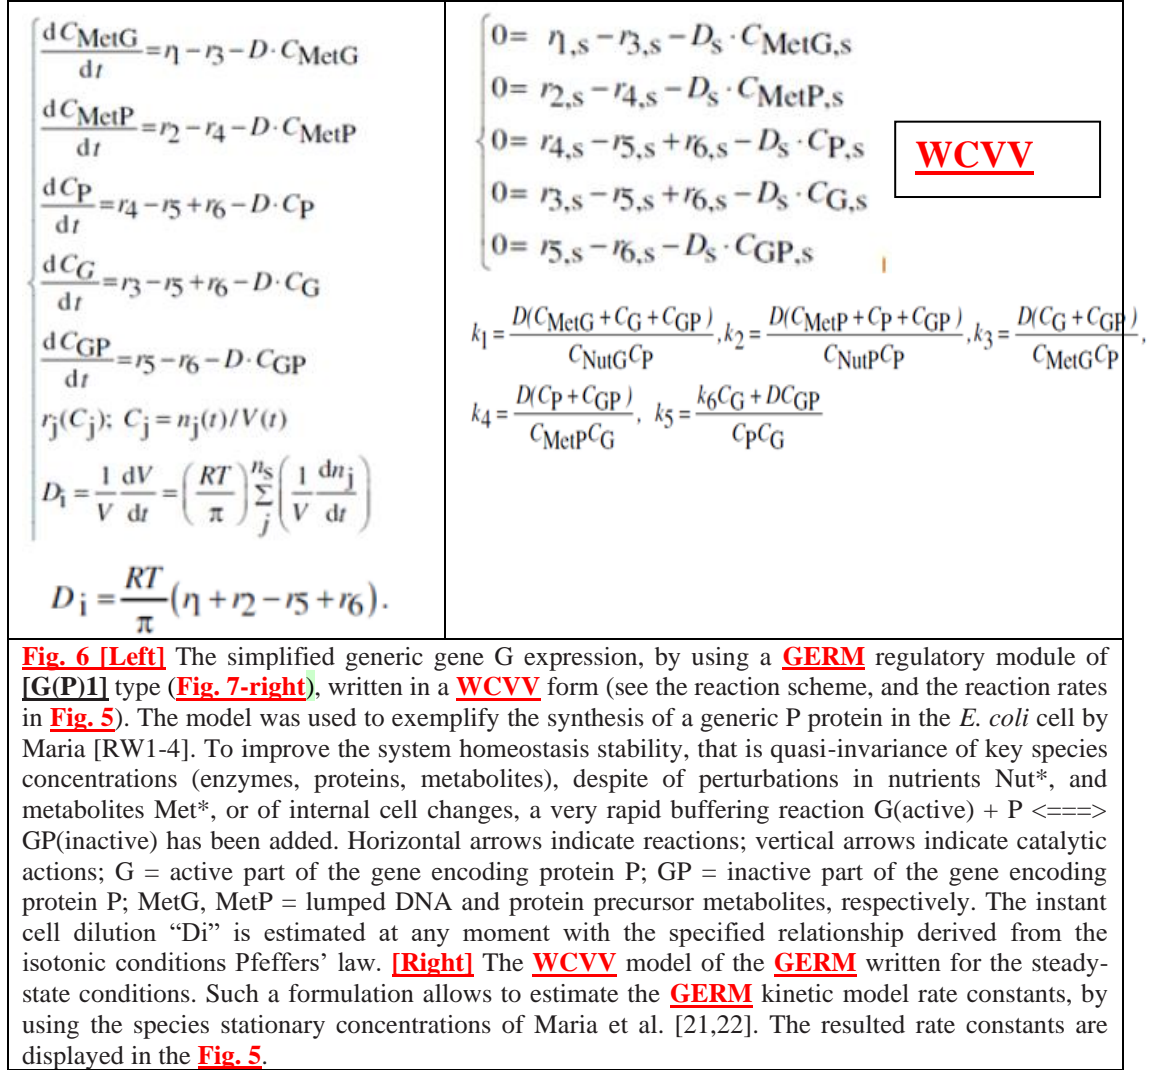 dC_MetG/dt = r1 − r3 − D · C_MetG
dC_MetP/dt = r2 − r4 − D · C_MetP
dC_P/dt = r4 − r5 + r6 − D · C_P
dC_G/dt = r3 − r5 + r6 − D · C_G
dC_GP/dt = r5 − r6 − D · C_GP
r_j(C_j); C_j = n_j(t)/V(t)
D_i = 1/V dV/dt = (RT/π) Σ_j^n_s (1/V dn_j/dt)
D_i = RT/π (r1 + r2 − r5 + r6).
0= r1,s − r3,s − D_s · C_MetG,s
0= r2,s − r4,s − D_s · C_MetP,s
0= r4,s − r5,s + r6,s − D_s · C_P,s
0= r3,s − r5,s + r6,s − D_s · C_G,s
0= r5,s − r6,s − D_s · C_GP,s
WCVV
k1 = D(C_MetG + C_G + C_GP) / C_NutG C_P , k2 = D(C_MetP + C_P + C_GP) / C_NutP C_P , k3 = D(C_G + C_GP) / C_MetG C_P ,
k4 = D(C_P + C_GP) / C_MetP C_G , k5 = k6 C_G + D C_GP / C_P C_G
Fig. 6 [Left] The simplified generic gene G expression, by using a GERM regulatory module of
[G(P)1] type (Fig. 7-right), written in a WCVV form (see the reaction scheme, and the reaction rates
in Fig. 5). The model was used to exemplify the synthesis of a generic P protein in the E. coli cell by
Maria [RW1-4]. To improve the system homeostasis stability, that is quasi-invariance of key species
concentrations (enzymes, proteins, metabolites), despite of perturbations in nutrients Nut*, and
metabolites Met*, or of internal cell changes, a very rapid buffering reaction G(active) + P <===>
GP(inactive) has been added. Horizontal arrows indicate reactions; vertical arrows indicate catalytic
actions; G = active part of the gene encoding protein P; GP = inactive part of the gene encoding
protein P; MetG, MetP = lumped DNA and protein precursor metabolites, respectively. The instant
cell dilution “Di” is estimated at any moment with the specified relationship derived from the
isotonic conditions Pfeffers’ law. [Right] The WCVV model of the GERM written for the steady-
state conditions. Such a formulation allows to estimate the GERM kinetic model rate constants, by
using the species stationary concentrations of Maria et al. [21,22]. The resulted rate constants are
displayed in the Fig. 5.